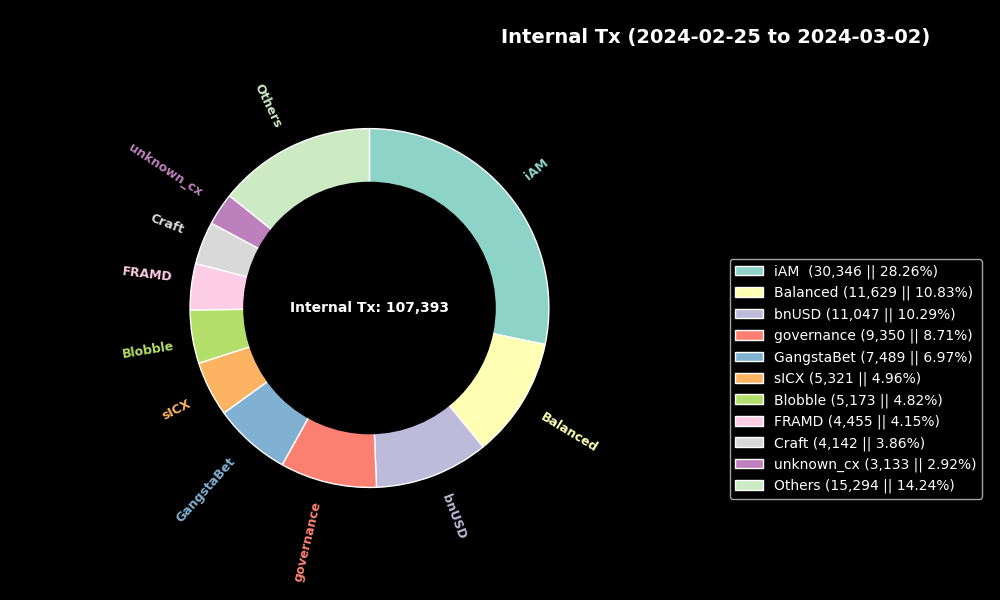 Internal Tx (2024-02-25 to 2024-03-02)
Others
iAM
unknown_cx
Craft
FRAMD
Internal Tx: 107,393
Blobble
sICX
Balanced
GangstaBet
bnUSD
governance
iAM  (30,346 || 28.26%)
Balanced (11,629 || 10.83%)
bnUSD (11,047 || 10.29%)
governance (9,350 || 8.71%)
GangstaBet (7,489 || 6.97%)
sICX (5,321 || 4.96%)
Blobble (5,173 || 4.82%)
FRAMD (4,455 || 4.15%)
Craft (4,142 || 3.86%)
unknown_cx (3,133 || 2.92%)
Others (15,294 || 14.24%)